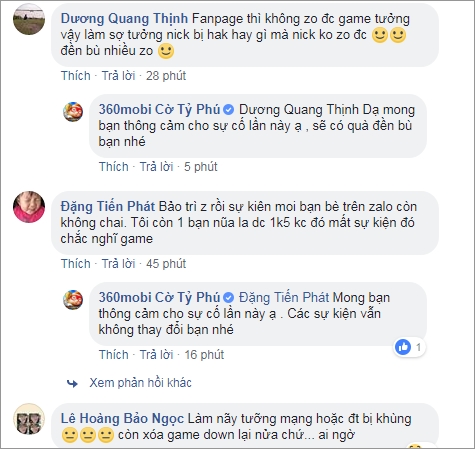 Dương Quang Thịnh Fanpage thì không zo đc game tưởng
vậy làm sợ tưởng nick bị hak hay gì mà nick ko zo đc 🙂🙂
đền bù nhiều zo 🙂
Thích · Trả lời · 28 phút
360mobi Cờ Tỷ Phú Dương Quang Thịnh Dạ mong
bạn thông cảm cho sự cố lần này ạ , sẽ có quà đền bù
bạn nhé
Thích · Trả lời · 5 phút
Đặng Tiến Phát Bảo trì z rồi sự kiên moi bạn bè trên zalo còn
không chai. Tôi còn 1 bạn nũa la dc 1k5 kc đó mất sự kiện đó
chắc nghĩ game
Thích · Trả lời · 45 phút
360mobi Cờ Tỷ Phú Đặng Tiến Phát Mong bạn
thông cảm cho sự cố lần này ạ . Các sự kiện vẫn
không thay đổi bạn nhé
1
Thích · Trả lời · 16 phút
Xem phản hồi khác
Lê Hoàng Bảo Ngọc Làm nãy tưỡng mạng hoặc đt bị khùng
😐😐😐 còn xóa game down lại nửa chứ... ai ngờ